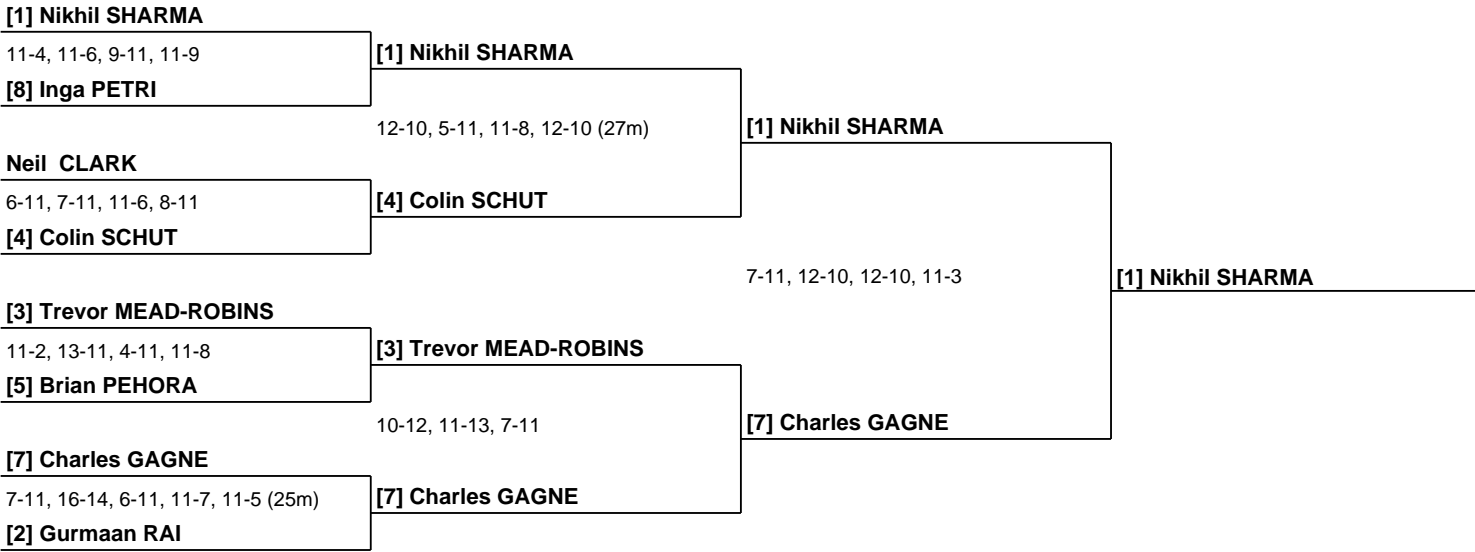 [1] Nikhil SHARMA
11-4, 11-6, 9-11, 11-9
[1] Nikhil SHARMA
[8] Inga PETRI
12-10, 5-11, 11-8, 12-10 (27m)
[1] Nikhil SHARMA
Neil  CLARK
6-11, 7-11, 11-6, 8-11
[4] Colin SCHUT
[4] Colin SCHUT
7-11, 12-10, 12-10, 11-3
[1] Nikhil SHARMA
[3] Trevor MEAD-ROBINS
11-2, 13-11, 4-11, 11-8
[3] Trevor MEAD-ROBINS
[5] Brian PEHORA
10-12, 11-13, 7-11
[7] Charles GAGNE
[7] Charles GAGNE
7-11, 16-14, 6-11, 11-7, 11-5 (25m)
[7] Charles GAGNE
[2] Gurmaan RAI